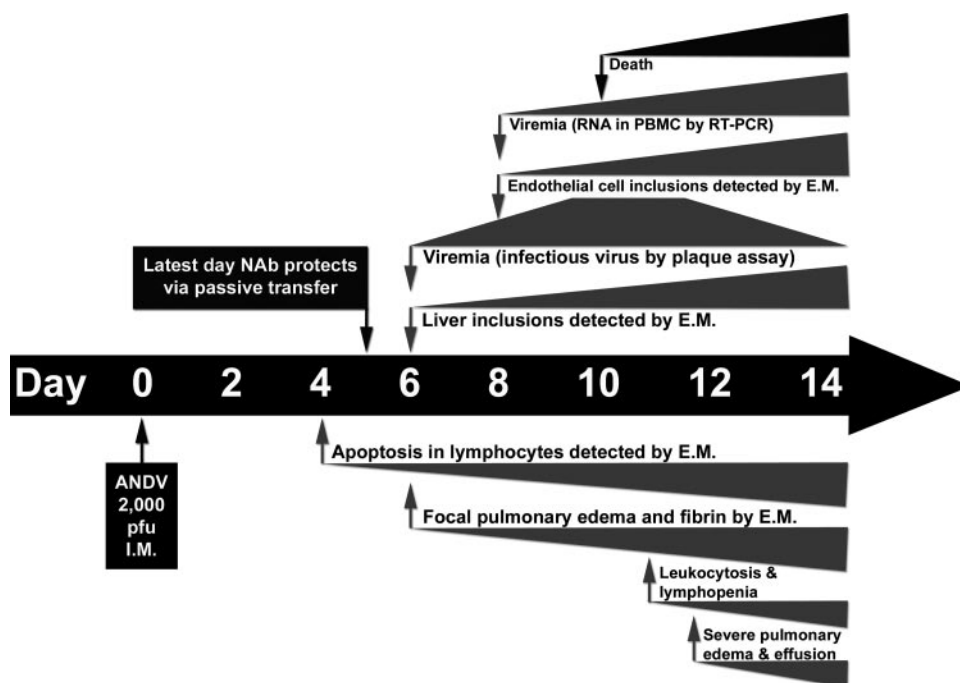 Death
Viremia (RNA in PBMC by RT-PCR)
Endothelial cell inclusions detected by E.M.
Viremia (infectious virus by plaque assay)
Latest day NAb protects
via passive transfer
Liver inclusions detected by E.M.
Day 0 2 4 6 8 10 12 14
Apoptosis in lymphocytes detected by E.M.
ANDV
2,000
pfu
I.M.
Focal pulmonary edema and fibrin by E.M.
Leukocytosis &
lymphopenia
Severe pulmonary
edema & effusion